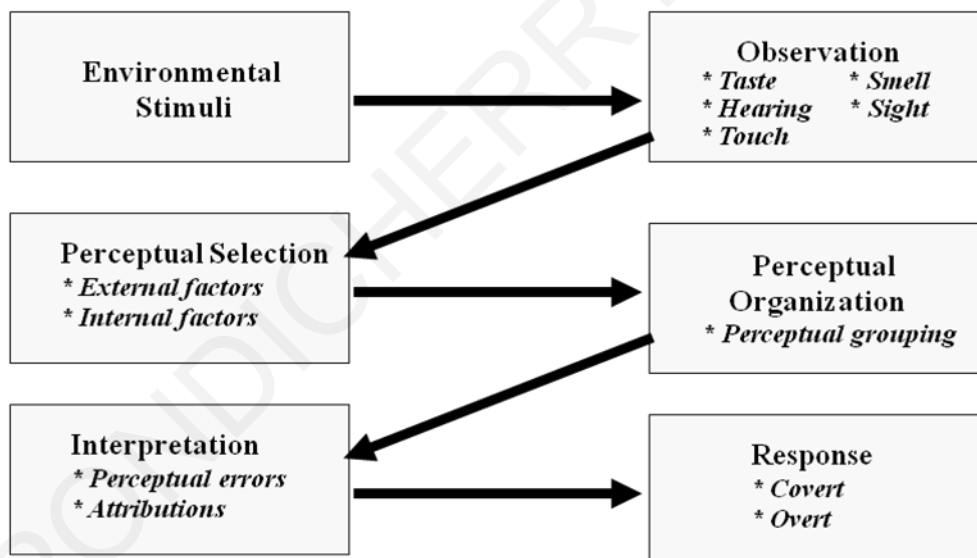 Environmental
Stimuli
Observation
* Taste * Smell
* Hearing * Sight
* Touch
Perceptual Selection
* External factors
* Internal factors
Perceptual
Organization
* Perceptual grouping
Interpretation
* Perceptual errors
* Attributions
Response
* Covert
* Overt
PONDICHERR